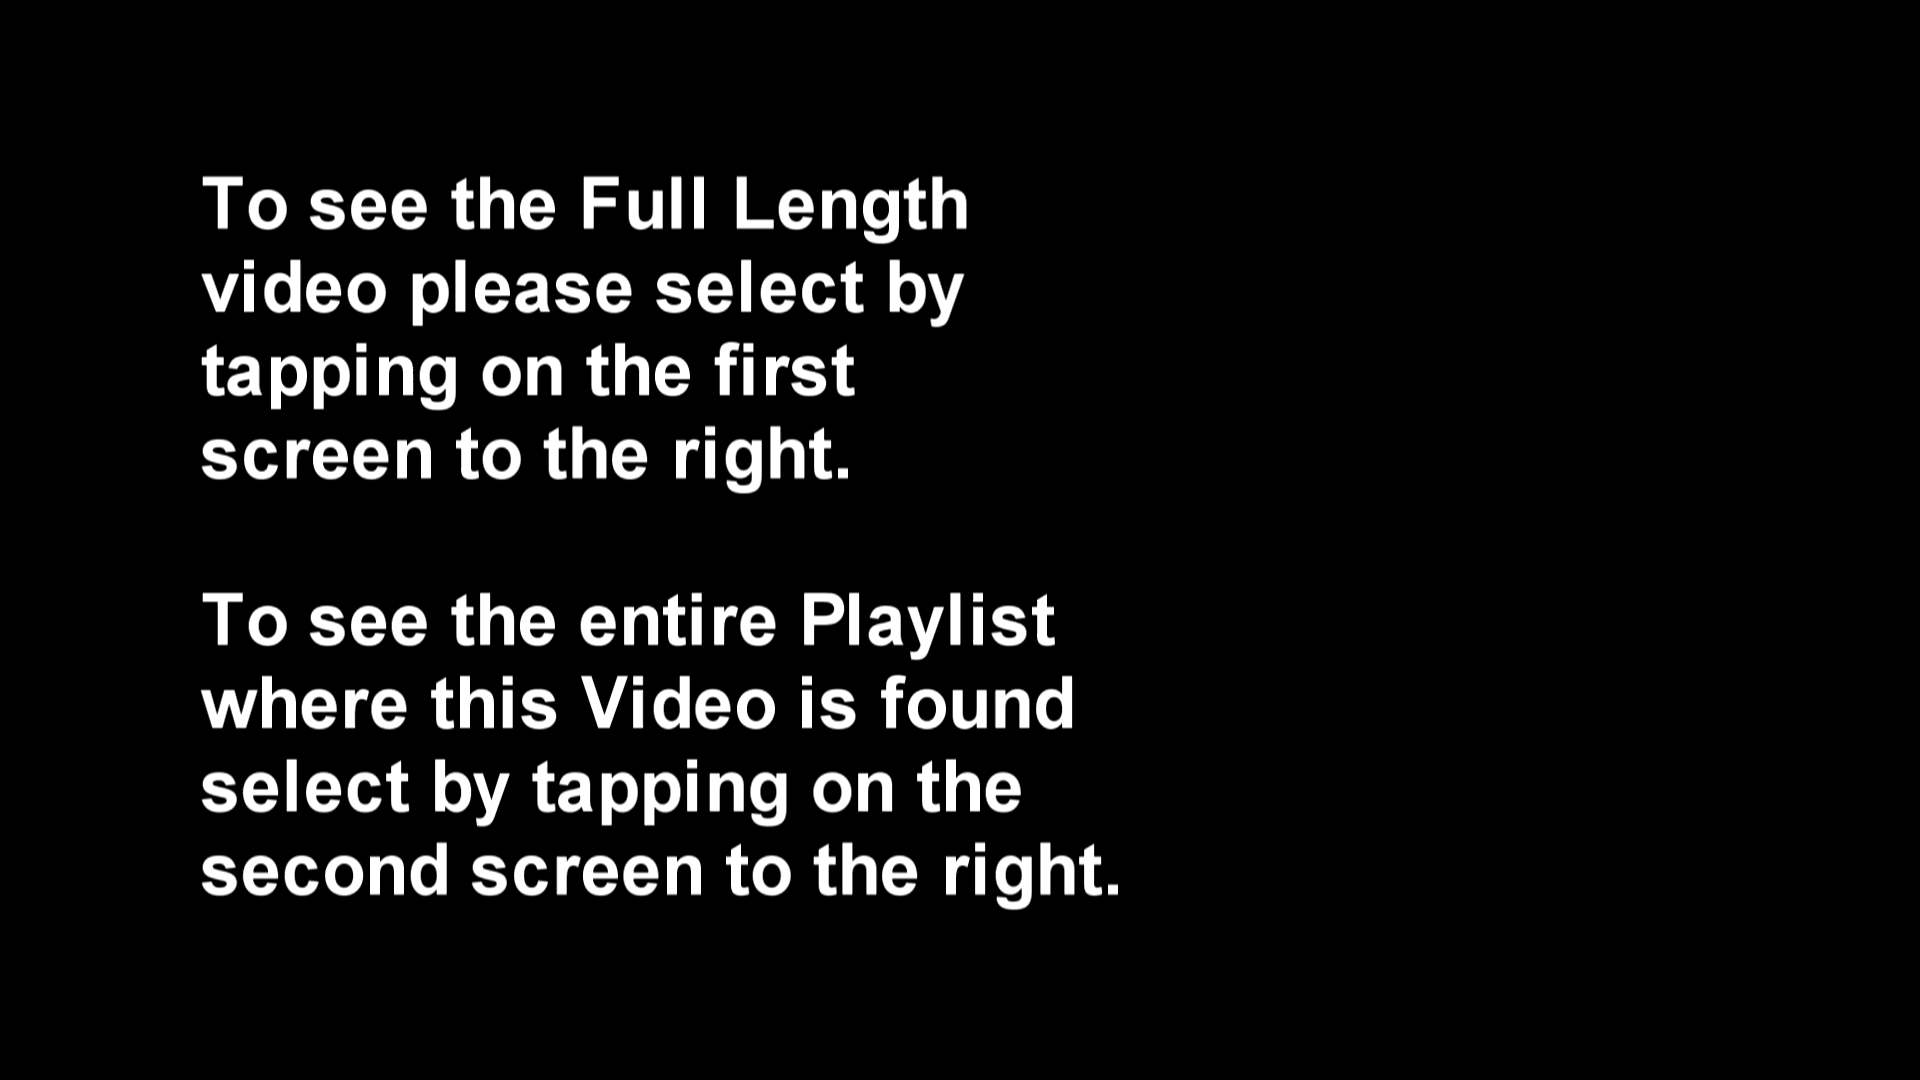 To see the Full Length
video please select by
tapping on the first
screen to the right.
To see the entire Playlist
where this Video is found
select by tapping on the
second screen to the right.